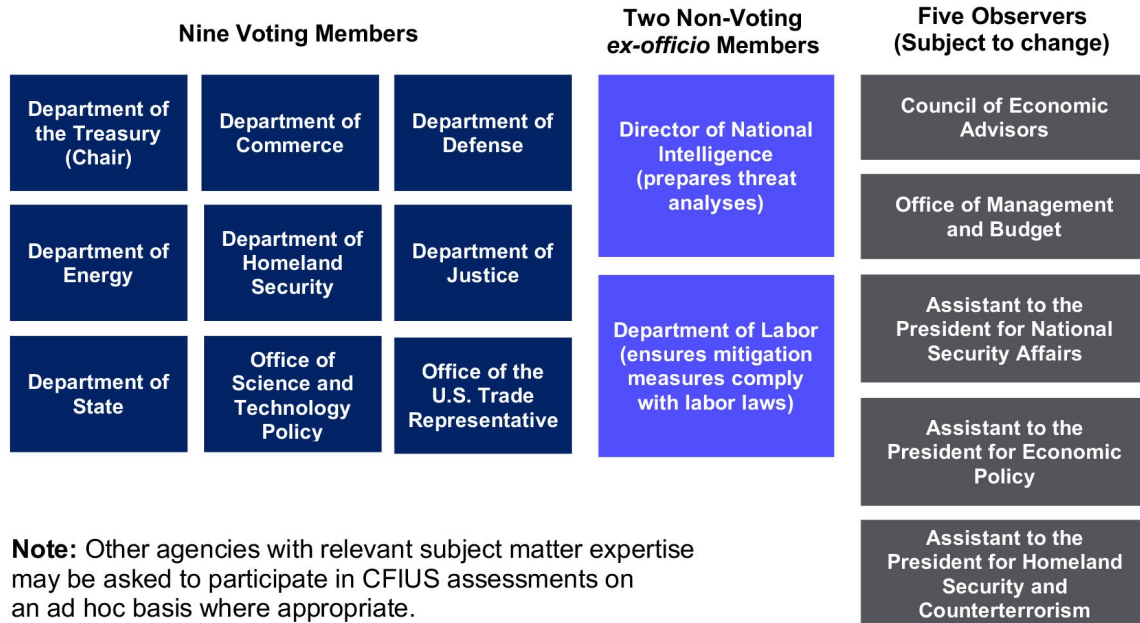 Nine Voting Members
Department of
the Treasury
(Chair)
Department of
Commerce
Department of
Defense
Department of
Energy
Department of
Homeland
Security
Department of
Justice
Department of
State
Office of
Science and
Technology
Policy
Office of the
U.S. Trade
Representative
Two Non-Voting
ex-officio Members
Director of National
Intelligence
(prepares threat
analyses)
Department of Labor
(ensures mitigation
measures comply
with labor laws)
Five Observers
(Subject to change)
Council of Economic
Advisors
Office of Management
and Budget
Assistant to the
President for National
Security Affairs
Assistant to the
President for Economic
Policy
Assistant to the
President for Homeland
Security and
Counterterrorism
Note: Other agencies with relevant subject matter expertise
may be asked to participate in CFIUS assessments on
an ad hoc basis where appropriate.